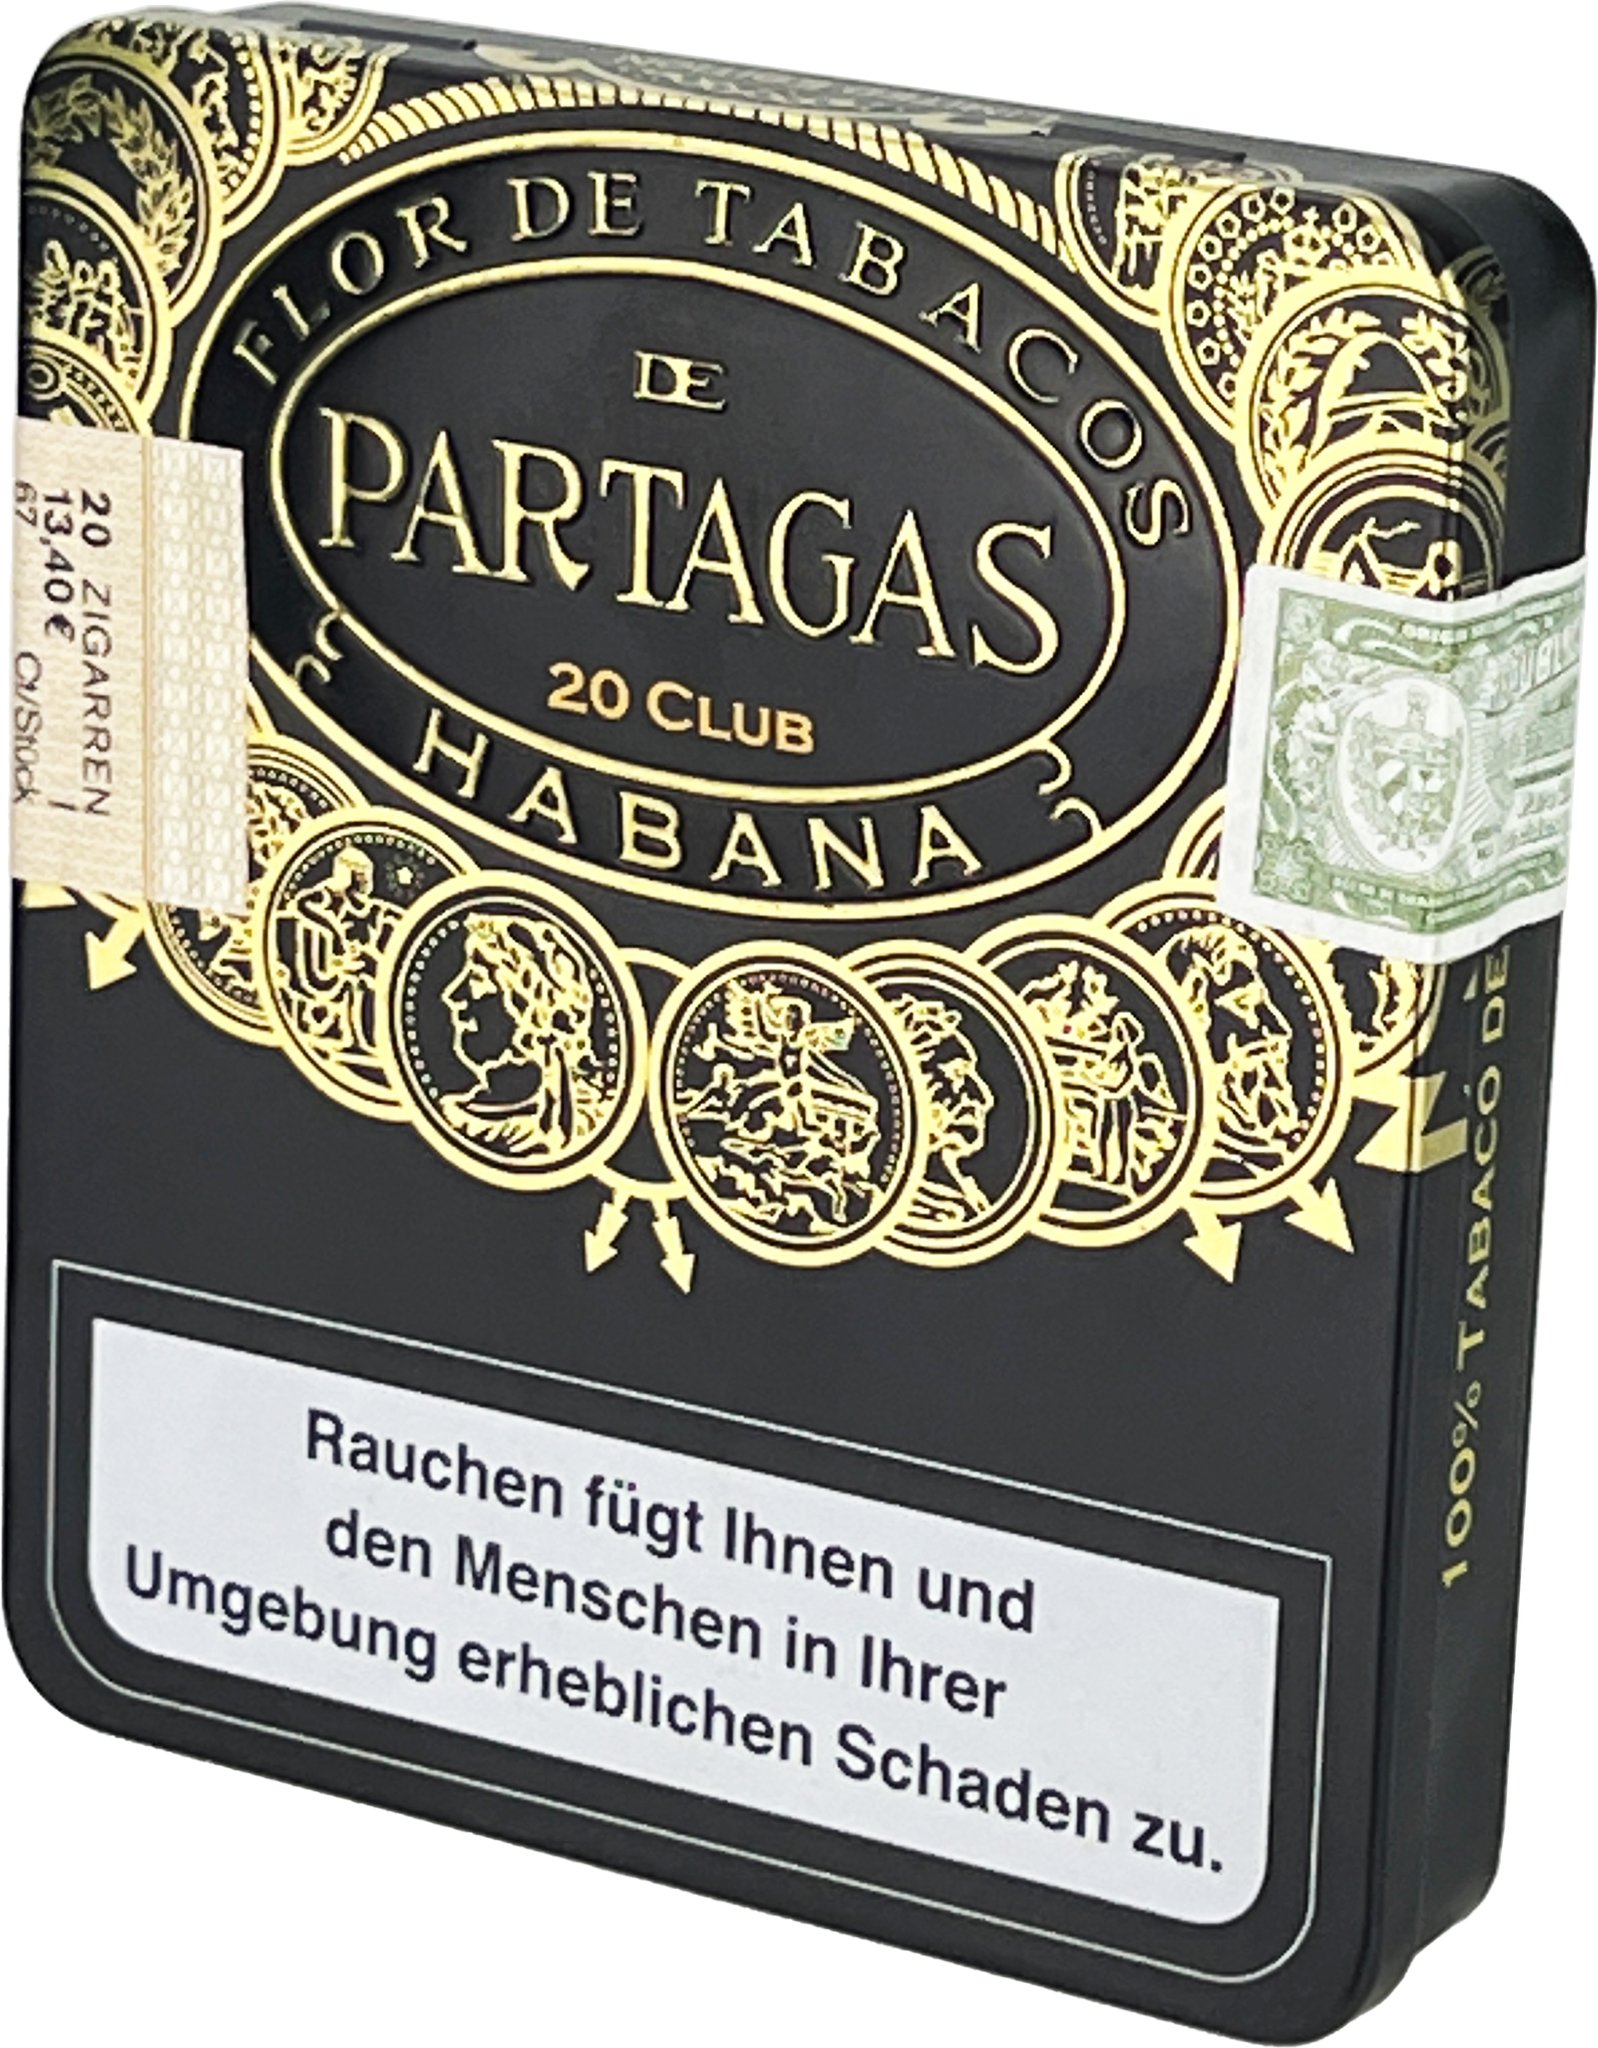 FLOR DE TABACOS
DE
PARTAGAS
20 CLUB
HABANA
20 ZIGARREN
13,40 €
67 Ct/Stück
100% TABACO DE
Rauchen fügt Ihnen und
den Menschen in Ihrer
Umgebung erheblichen Schaden zu.